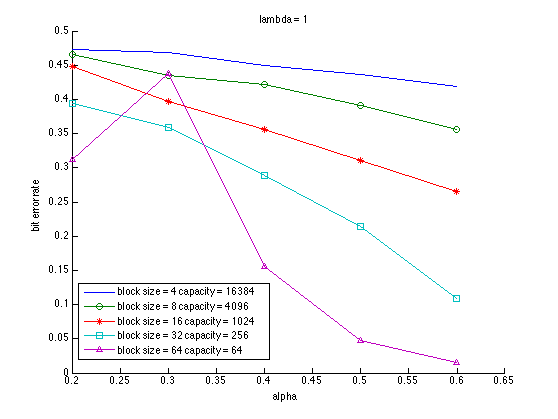 lambda = 1
0.5
0.45
0.4
0.35
0.3
0.25
0.2
0.15
0.1
0.05
0
bit error rate
block size = 4 capacity = 16384
block size = 8 capacity = 4096
block size = 16 capacity = 1024
block size = 32 capacity = 256
block size = 64 capacity = 64
0.2 0.25 0.3 0.35 0.4 0.45 0.5 0.55 0.6 0.65
alpha